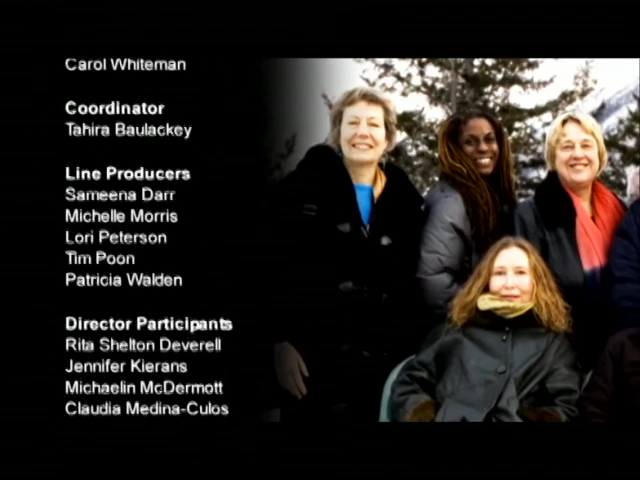 Carol Whiteman
Coordinator
Tahira Baulackey
Line Producers
Sameena Darr
Michelle Morris
Lori Peterson
Tim Poon
Patricia Walden
Director Participants
Rita Shelton Deverell
Jennifer Kierans
Michaelin McDermott
Claudia Medina-Culos